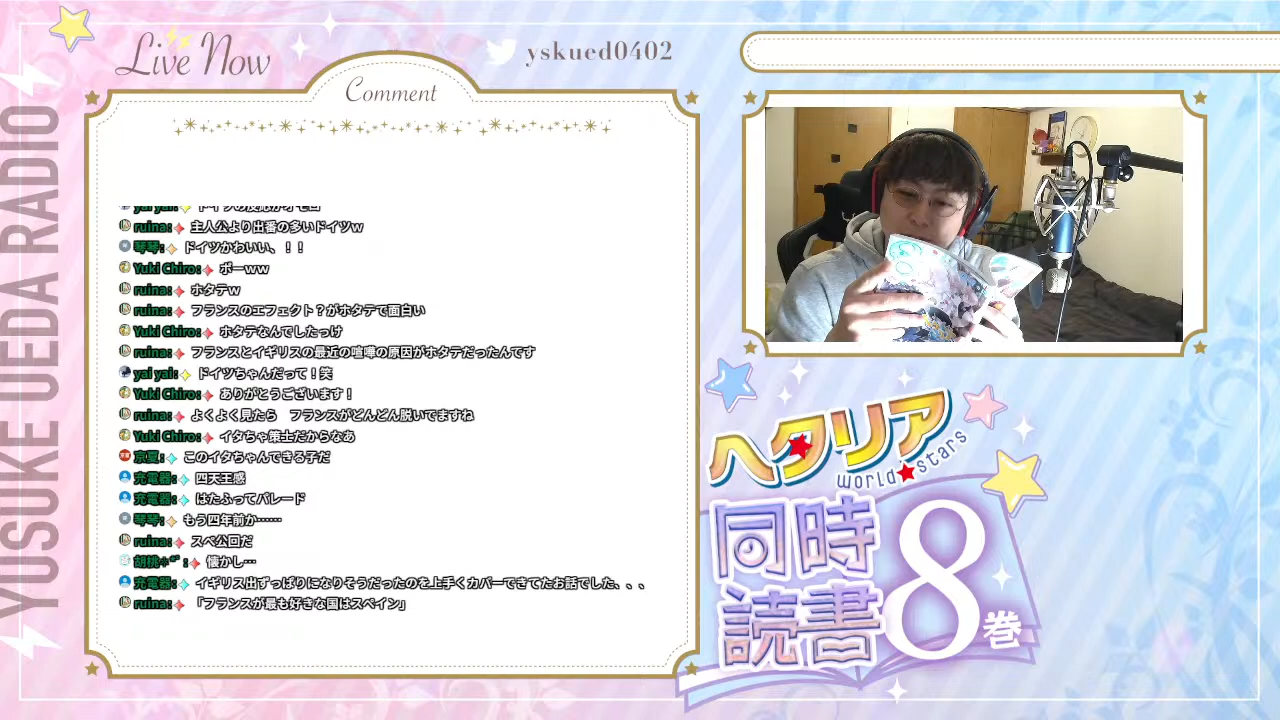 Live Now
yskued0402
Comment
YUSUKE UEDA RADIO
ruina: 主人公より出番の多いドイツw
琴琴: ドイツかわいい、！！
Yuki Chiro: ポーww
ruina: ホタテw
ruina: フランスのエフェクト？がホタテで面白い
Yuki Chiro: ホタテなんでしたっけ
ruina: フランスとイギリスの最近の喧嘩の原因がホタテだったんです
yai yai: ドイツちゃんだって！笑
Yuki Chiro: ありがとうございます！
ruina: よくよく見たら　フランスがどんどん脱いでますね
Yuki Chiro: イタちゃ策士だからなあ
京夏: このイタちゃんできる子だ
充電器: 四天王感
充電器: はたふってパレード
琴琴: もう四年前か……
ruina: スペ公回だ
胡桃 : 懐かし…
充電器: イギリス出ずっぱりになりそうだったのを上手くカバーできてたお話でした、、、
ruina: 「フランスが最も好きな国はスペイン」
ヘタリア
world★stars
同時
読書
8巻